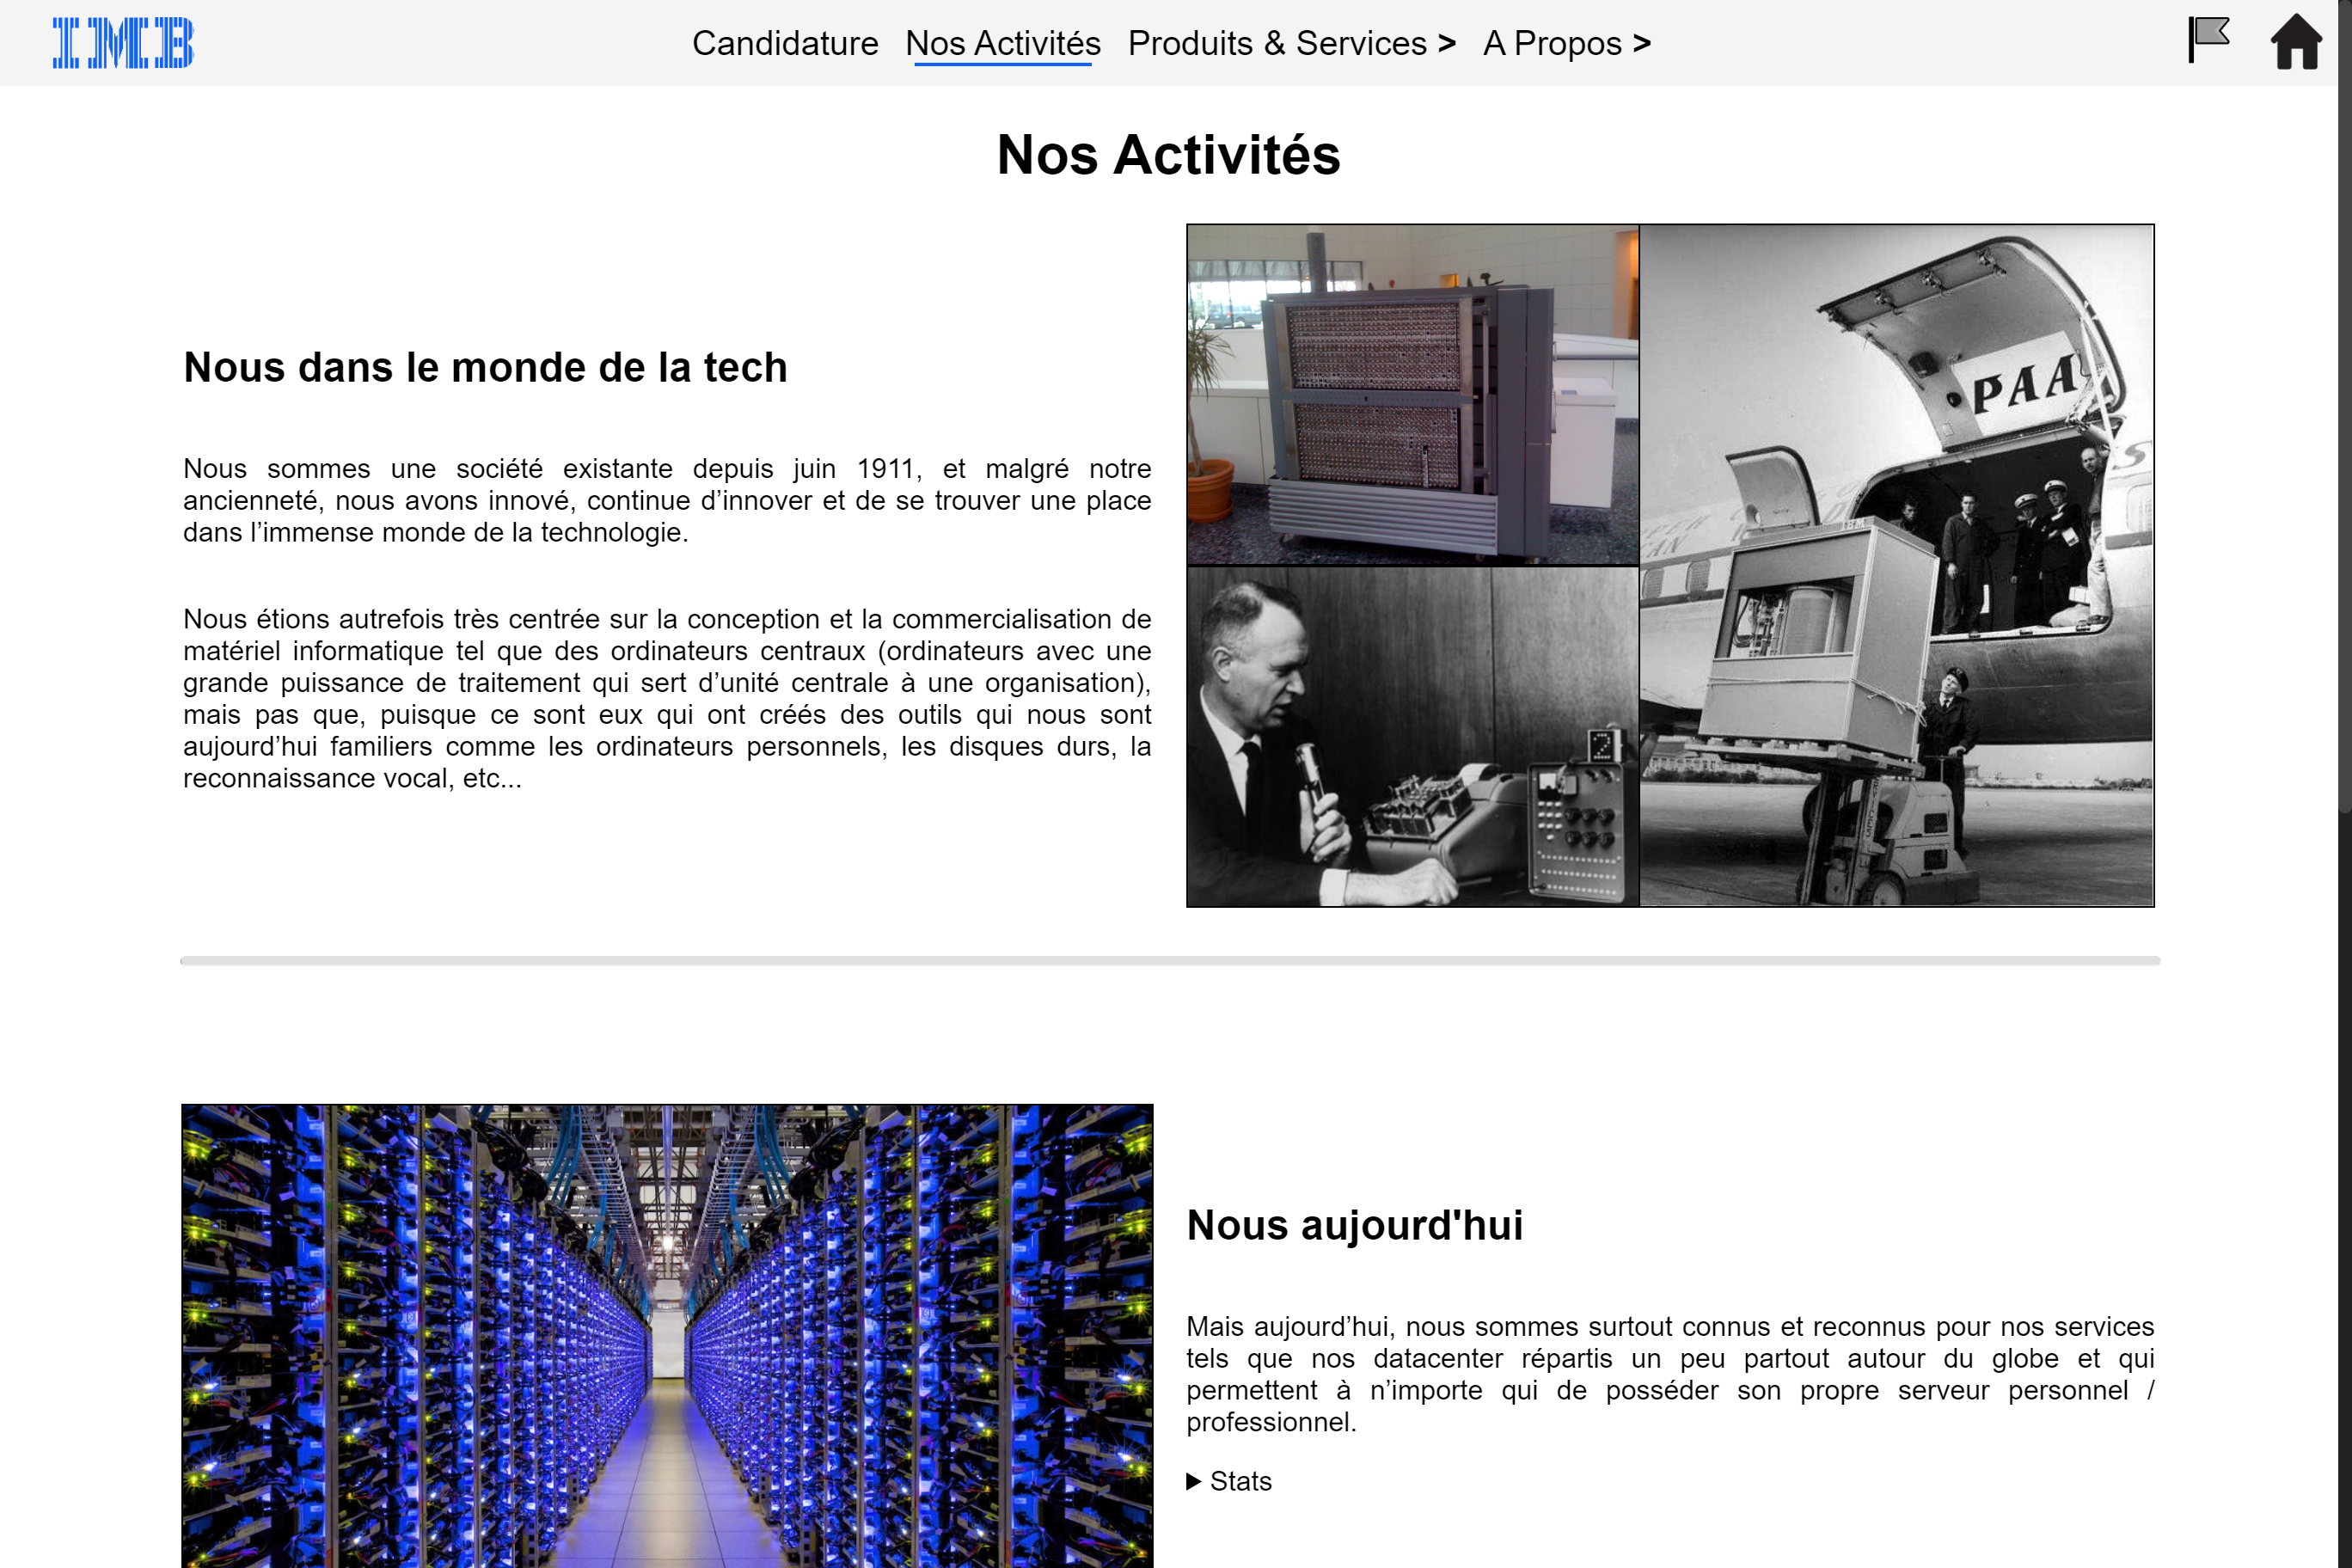 IMB
Candidature Nos Activités Produits & Services > A Propos >
Nos Activités
Nous dans le monde de la tech
Nous sommes une société existante depuis juin 1911, et malgré notre
ancienneté, nous avons innové, continue d’innover et de se trouver une place
dans l’immense monde de la technologie.
Nous étions autrefois très centrée sur la conception et la commercialisation de
matériel informatique tel que des ordinateurs centraux (ordinateurs avec une
grande puissance de traitement qui sert d’unité centrale à une organisation),
mais pas que, puisque ce sont eux qui ont créés des outils qui nous sont
aujourd’hui familiers comme les ordinateurs personnels, les disques durs, la
reconnaissance vocal, etc...
PAA
Nous aujourd'hui
Mais aujourd’hui, nous sommes surtout connus et reconnus pour nos services
tels que nos datacenter répartis un peu partout autour du globe et qui
permettent à n’importe qui de posséder son propre serveur personnel /
professionnel.
Stats